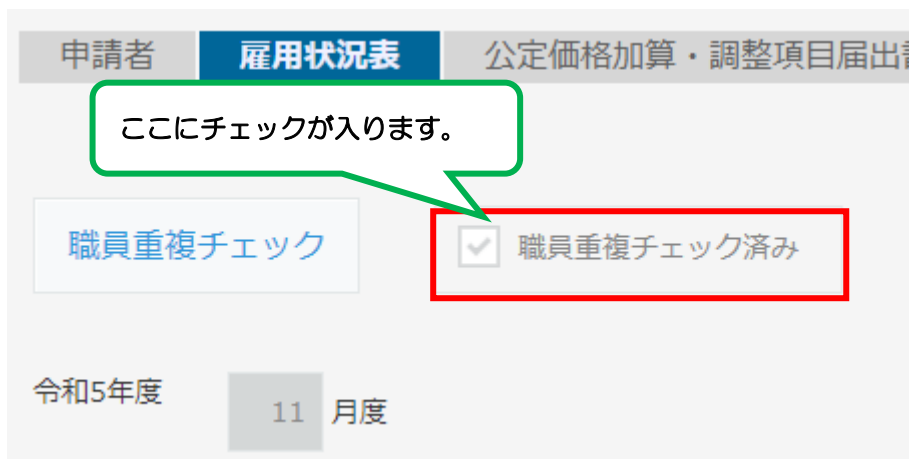 申請者 雇用状況表 公定価格加算・調整項目届出
ここにチェックが入ります。
職員重複チェック 職員重複チェック済み
令和5年度 11 月度